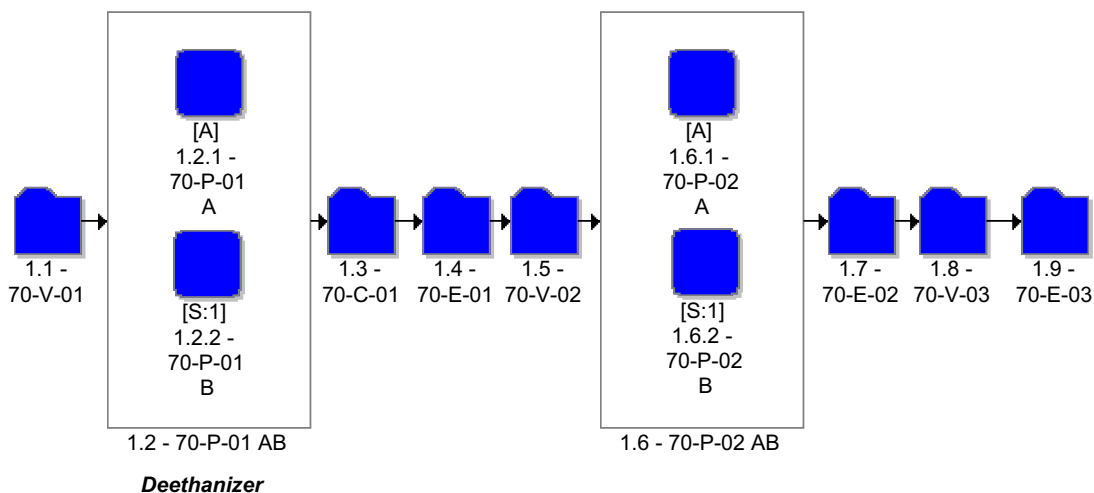 [A]
1.2.1 -
70-P-01
A
[S:1]
1.2.2 -
70-P-01
B
[A]
1.6.1 -
70-P-02
A
[S:1]
1.6.2 -
70-P-02
B
1.1 -
70-V-01
1.3 -
70-C-01
1.4 -
70-E-01
1.5 -
70-V-02
1.7 -
70-E-02
1.8 -
70-V-03
1.9 -
70-E-03
1.2 - 70-P-01 AB
1.6 - 70-P-02 AB
Deethanizer